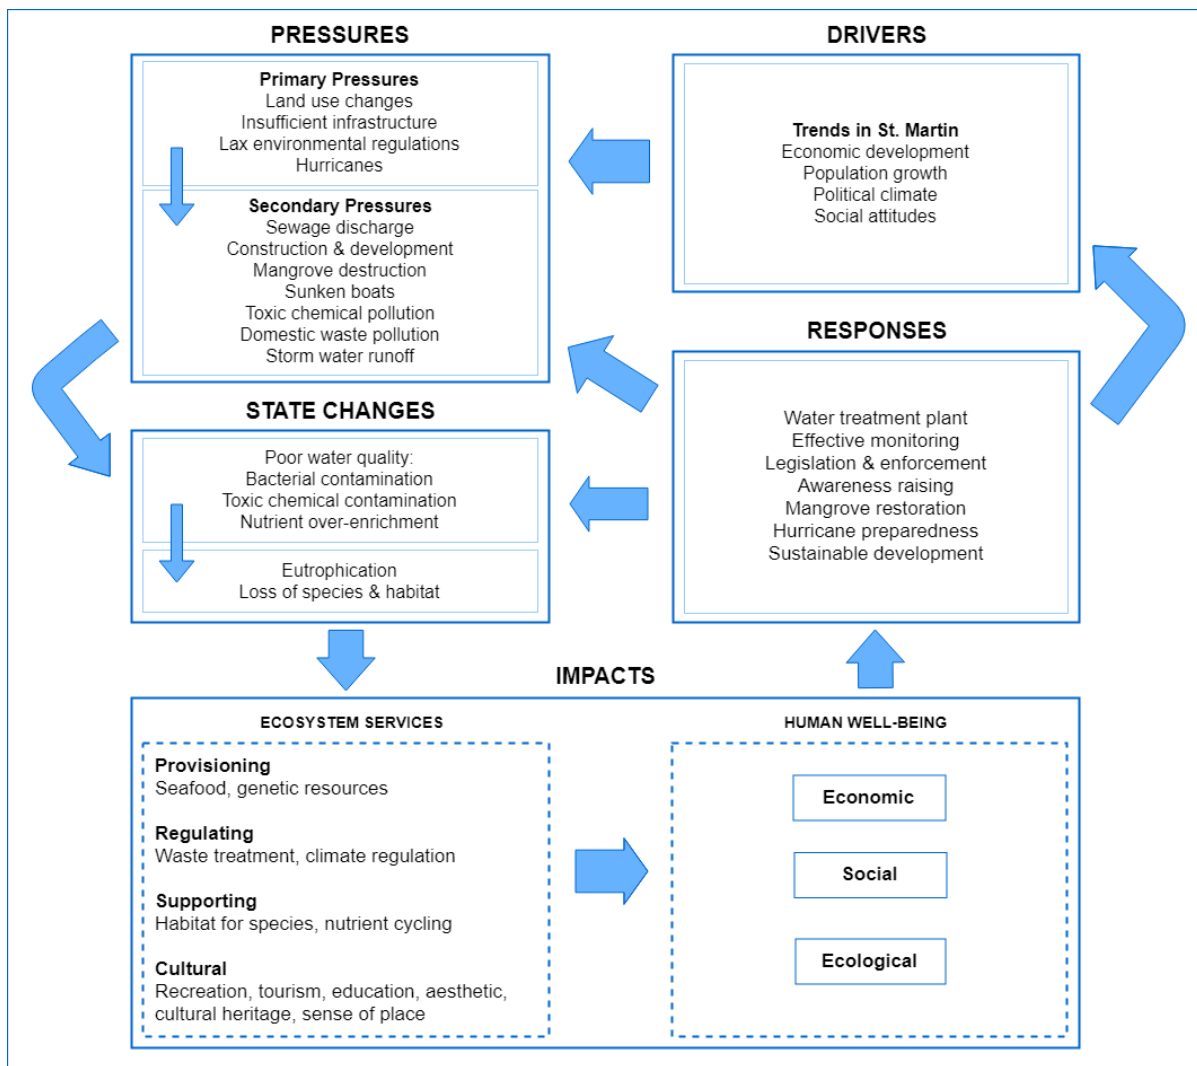 PRESSURES
Primary Pressures
Land use changes
Insufficient infrastructure
Lax environmental regulations
Hurricanes
Secondary Pressures
Sewage discharge
Construction & development
Mangrove destruction
Sunken boats
Toxic chemical pollution
Domestic waste pollution
Storm water runoff
DRIVERS
Trends in St. Martin
Economic development
Population growth
Political climate
Social attitudes
STATE CHANGES
Poor water quality:
Bacterial contamination
Toxic chemical contamination
Nutrient over-enrichment
Eutrophication
Loss of species & habitat
RESPONSES
Water treatment plant
Effective monitoring
Legislation & enforcement
Awareness raising
Mangrove restoration
Hurricane preparedness
Sustainable development
IMPACTS
ECOSYSTEM SERVICES
Provisioning
Seafood, genetic resources
Regulating
Waste treatment, climate regulation
Supporting
Habitat for species, nutrient cycling
Cultural
Recreation, tourism, education, aesthetic,
cultural heritage, sense of place
HUMAN WELL-BEING
Economic
Social
Ecological